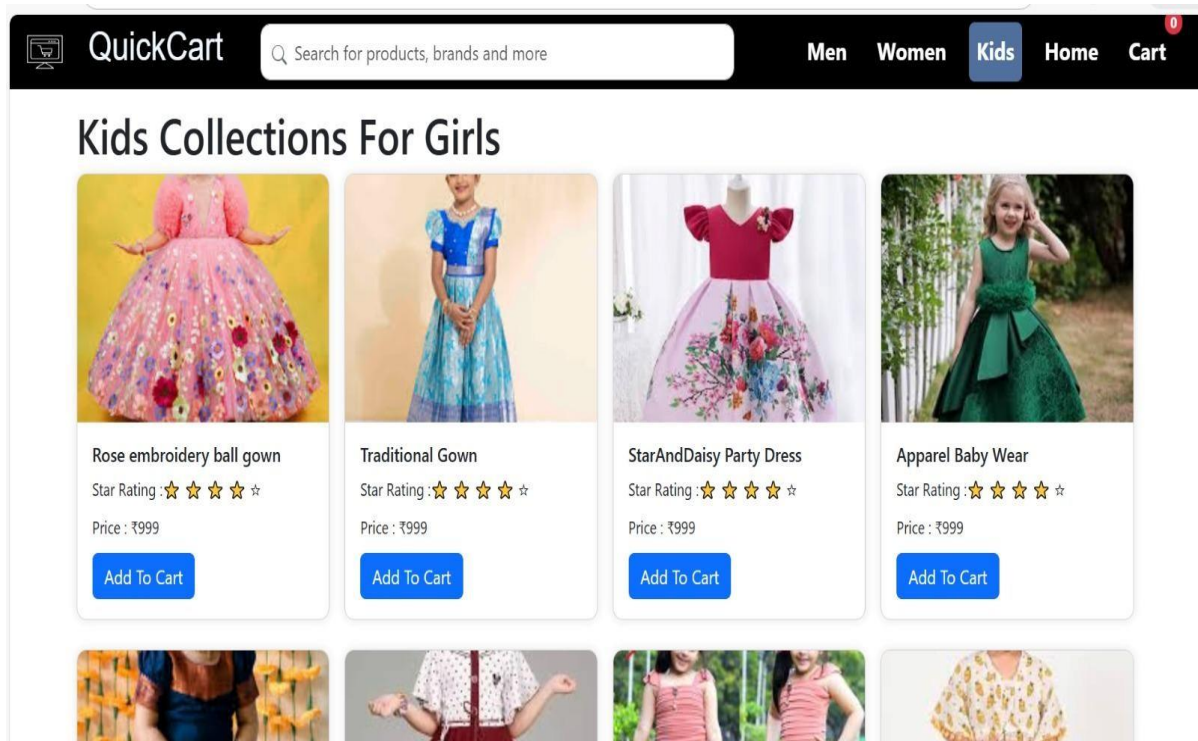 0
QuickCart
Search for products, brands and more
Men Women Kids Home Cart
Kids Collections For Girls
Rose embroidery ball gown
Star Rating :⭐ ⭐ ⭐ ⭐ ☆
Price : ₹999
Add To Cart
Traditional Gown
Star Rating :⭐ ⭐ ⭐ ⭐ ☆
Price : ₹999
Add To Cart
StarAndDaisy Party Dress
Star Rating :⭐ ⭐ ⭐ ⭐ ☆
Price : ₹999
Add To Cart
Apparel Baby Wear
Star Rating :⭐ ⭐ ⭐ ⭐ ☆
Price : ₹999
Add To Cart